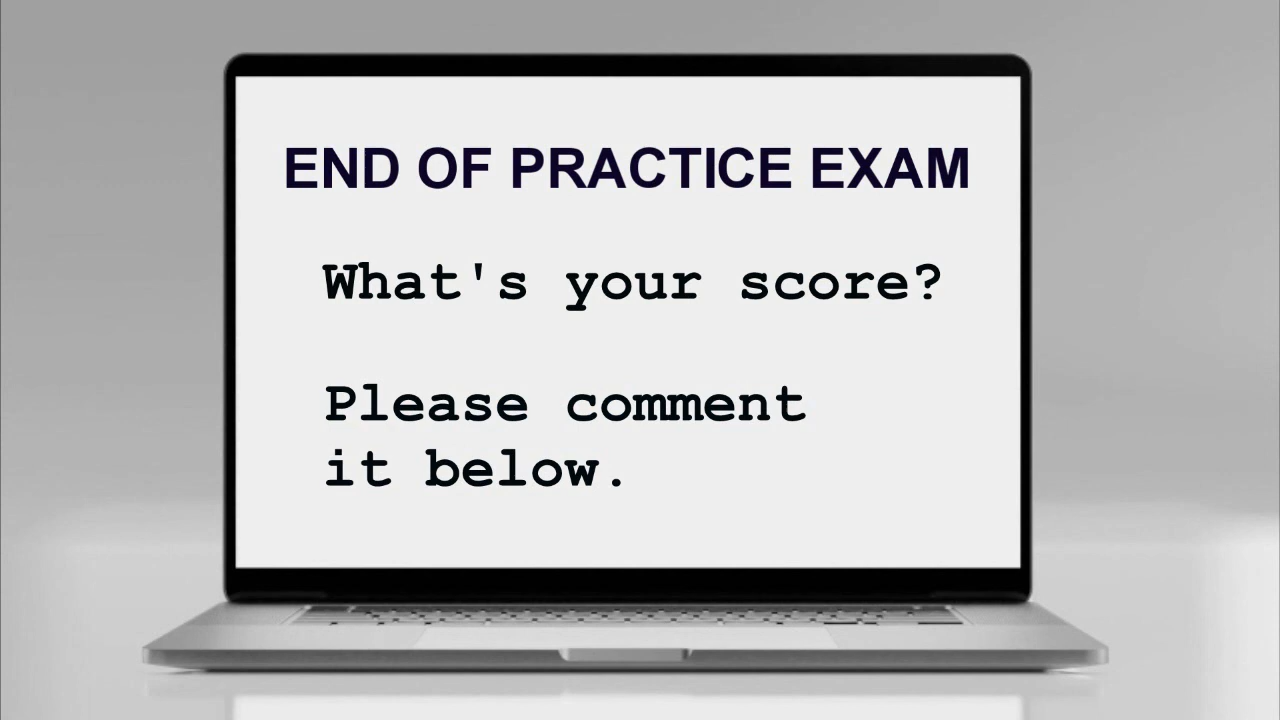 END OF PRACTICE EXAM
What's your score?
Please comment
it below.